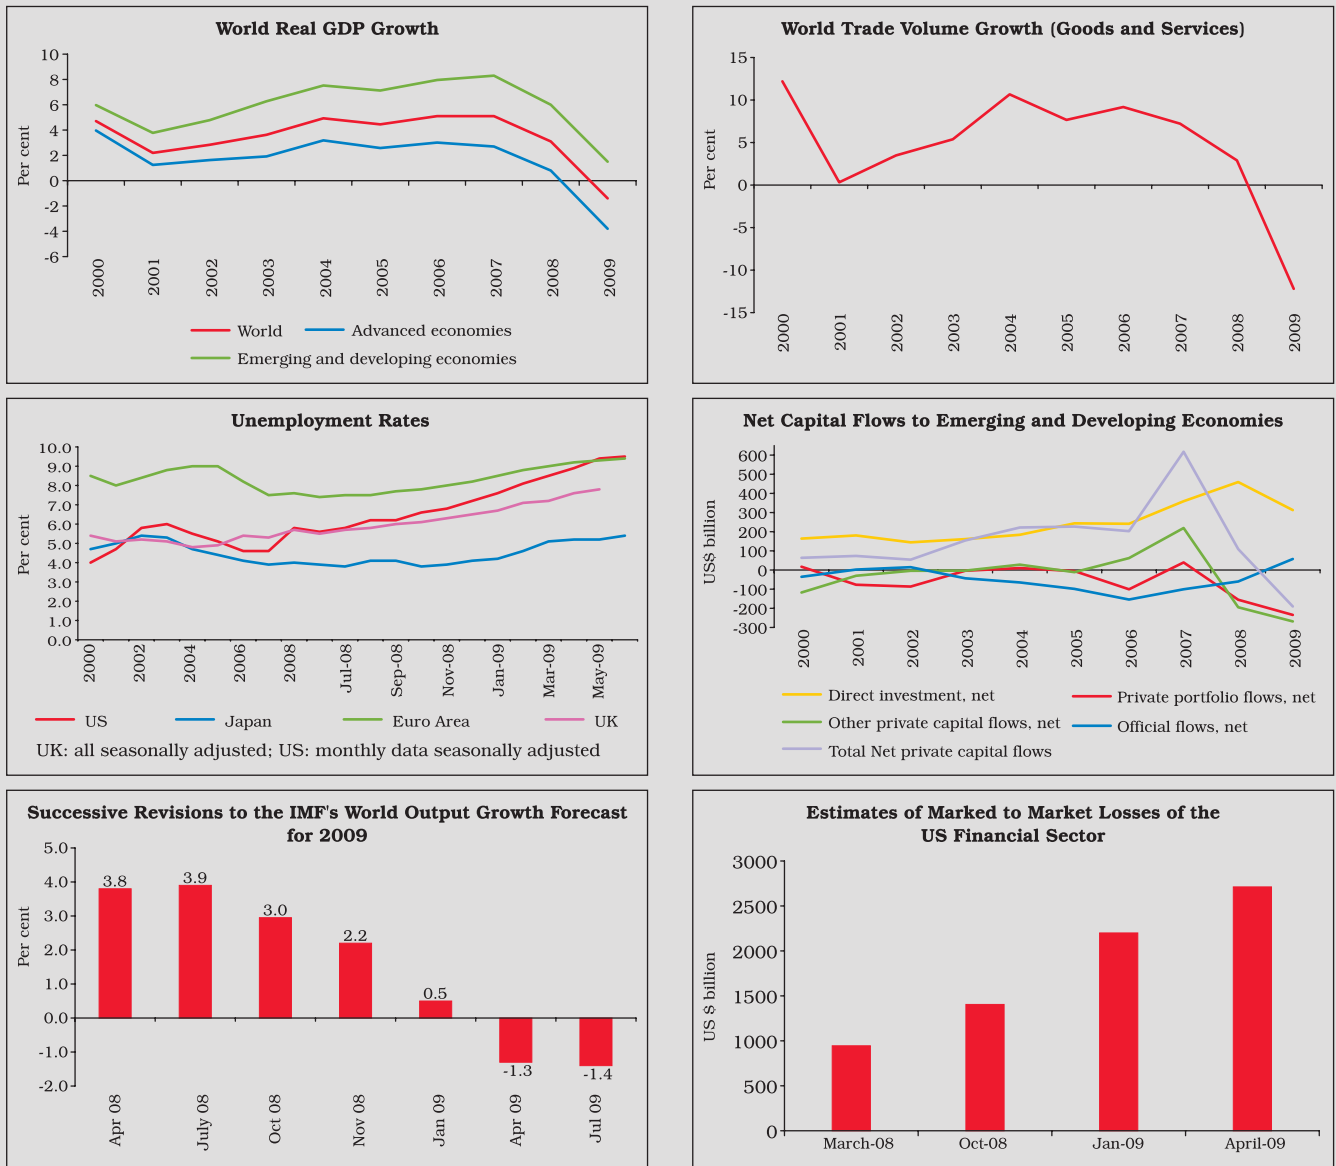 World Real GDP Growth
10
8
6
4
2
0
-2
-4
-6
Per cent
2000
2001
2002
2003
2004
2005
2006
2007
2008
2009
World
Advanced economies
Emerging and developing economies
World Trade Volume Growth (Goods and Services)
15
10
5
0
-5
-10
-15
Per cent
2000
2001
2002
2003
2004
2005
2006
2007
2008
2009
Unemployment Rates
10.0
9.0
8.0
7.0
6.0
5.0
4.0
3.0
2.0
1.0
0.0
Per cent
2000
2002
2004
2006
2008
Jul-08
Sep-08
Nov-08
Jan-09
Mar-09
May-09
US
Japan
Euro Area
UK
UK: all seasonally adjusted; US: monthly data seasonally adjusted
Net Capital Flows to Emerging and Developing Economies
600
500
400
300
200
100
0
-100
-200
-300
US$ billion
2000
2001
2002
2003
2004
2005
2006
2007
2008
2009
Direct investment, net
Private portfolio flows, net
Other private capital flows, net
Official flows, net
Total Net private capital flows
Successive Revisions to the IMF's World Output Growth Forecast
for 2009
5.0
4.0
3.0
2.0
1.0
0.0
-1.0
-2.0
Per cent
3.8
3.9
3.0
2.2
0.5
-1.3
-1.4
Apr 08
July 08
Oct 08
Nov 08
Jan 09
Apr 09
Jul 09
Estimates of Marked to Market Losses of the
US Financial Sector
3000
2500
2000
1500
1000
500
0
US $ billion
March-08
Oct-08
Jan-09
April-09